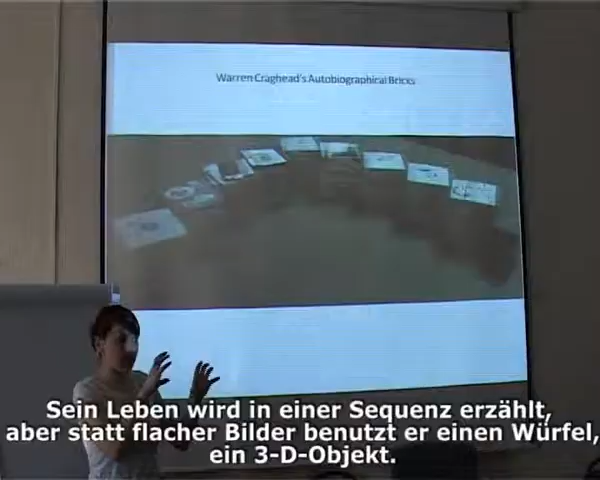 Warren Craghead's Autobiographical Bricks
Sein Leben wird in einer Sequenz erzählt,
aber statt flacher Bilder benutzt er einen Würfel,
ein 3-D-Objekt.